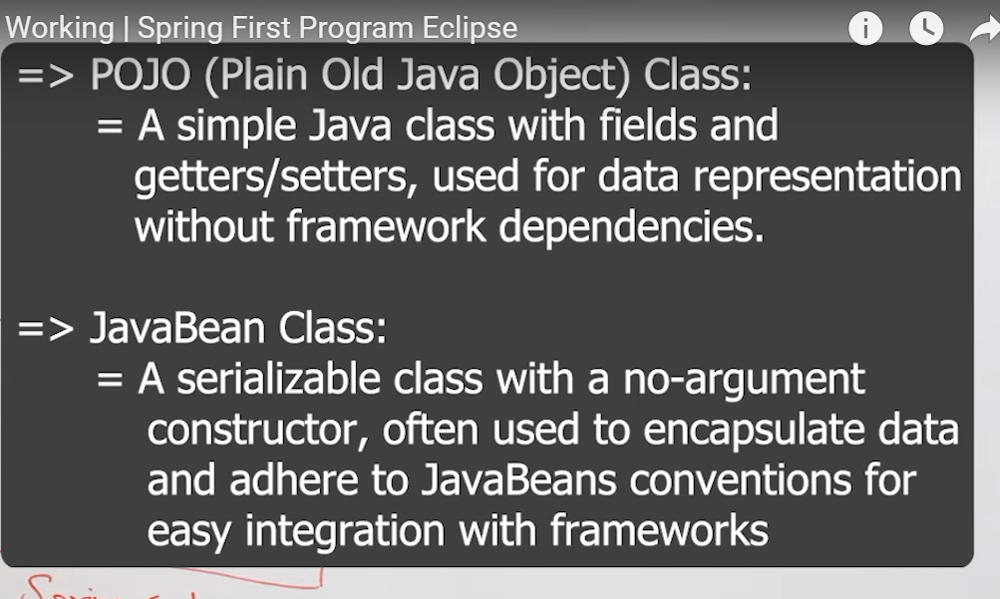 Working | Spring First Program Eclipse
=> POJO (Plain Old Java Object) Class:
= A simple Java class with fields and
getters/setters, used for data representation
without framework dependencies.
=> JavaBean Class:
= A serializable class with a no-argument
constructor, often used to encapsulate data
and adhere to JavaBeans conventions for
easy integration with frameworks